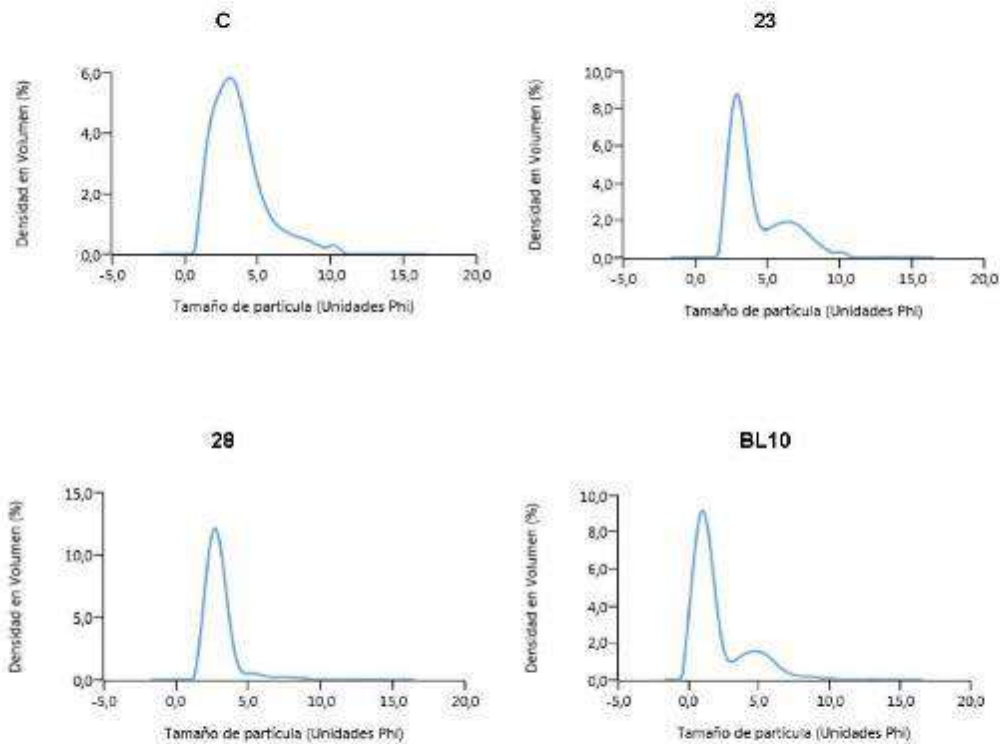 C
6,0
4,0
2,0
0,0
Densidad en Volumen (%)
-5,0 0,0 5,0 10,0 15,0 20,0
Tamaño de partícula (Unidades Phi)
23
10,0
8,0
6,0
4,0
2,0
0,0
Densidad en Volumen (%)
-5,0 0,0 5,0 10,0 15,0 20,0
Tamaño de partícula (Unidades Phi)
28
15,0
10,0
5,0
0,0
Densidad en Volumen (%)
-5,0 0,0 5,0 10,0 15,0 20,0
Tamaño de partícula (Unidades Phi)
BL10
10,0
8,0
6,0
4,0
2,0
0,0
Densidad en Volumen (%)
-5,0 0,0 5,0 10,0 15,0 20,0
Tamaño de partícula (Unidades Phi)